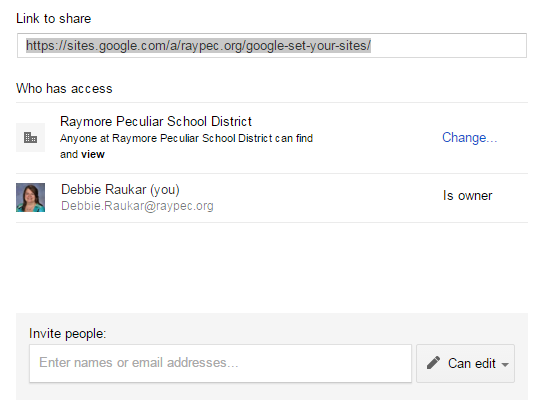 Link to share
https://sites.google.com/a/raypec.org/google-set-your-sites/
Who has access
Raymore Peculiar School District
Anyone at Raymore Peculiar School District can find
and view
Change...
Debbie Raukar (you)
Debbie.Raukar@raypec.org
Is owner
Invite people:
Enter names or email addresses...
Can edit